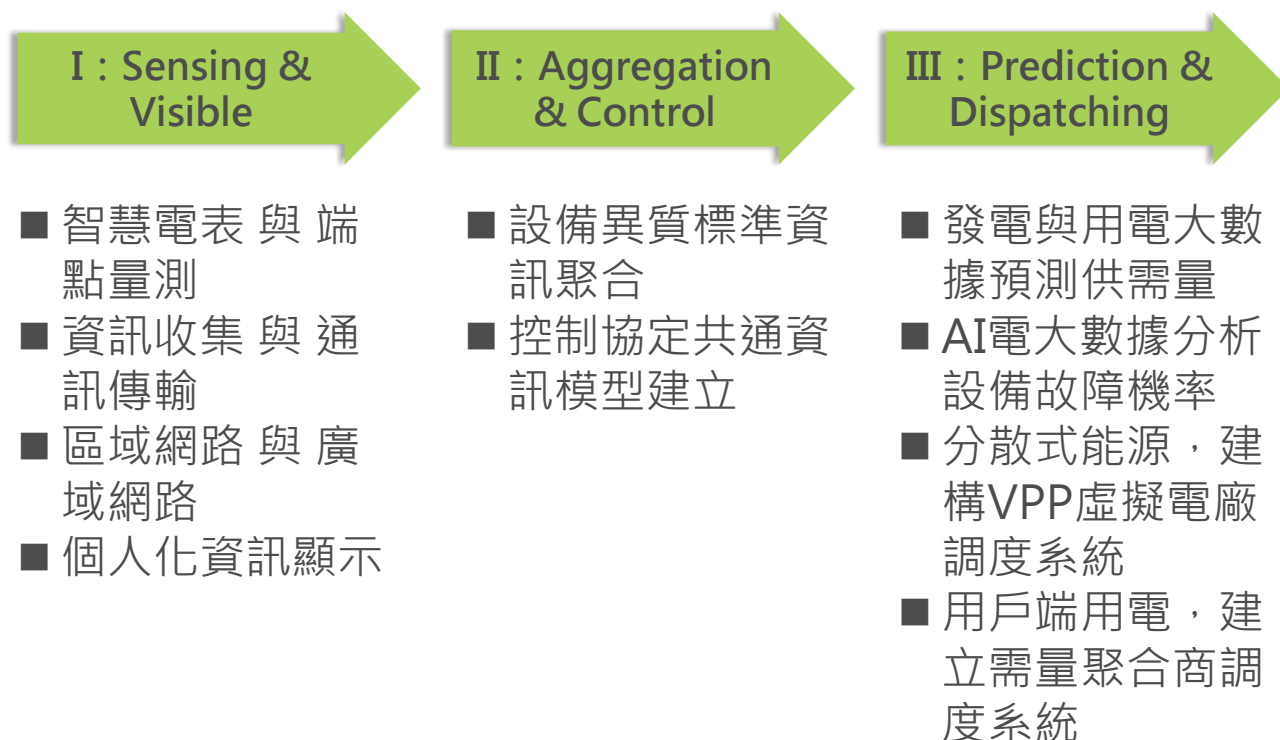 I：Sensing &
Visible
■ 智慧電表 與 端
點量測
■ 資訊收集 與 通
訊傳輸
■ 區域網路 與 廣
域網路
■ 個人化資訊顯示
II：Aggregation
& Control
■ 設備異質標準資
訊聚合
■ 控制協定共通資
訊模型建立
III：Prediction &
Dispatching
■ 發電與用電大數
據預測供需量
■ AI電大數據分析
設備故障機率
■ 分散式能源，建
構VPP虛擬電廠
調度系統
■ 用戶端用電，建
立需量聚合商調
度系統